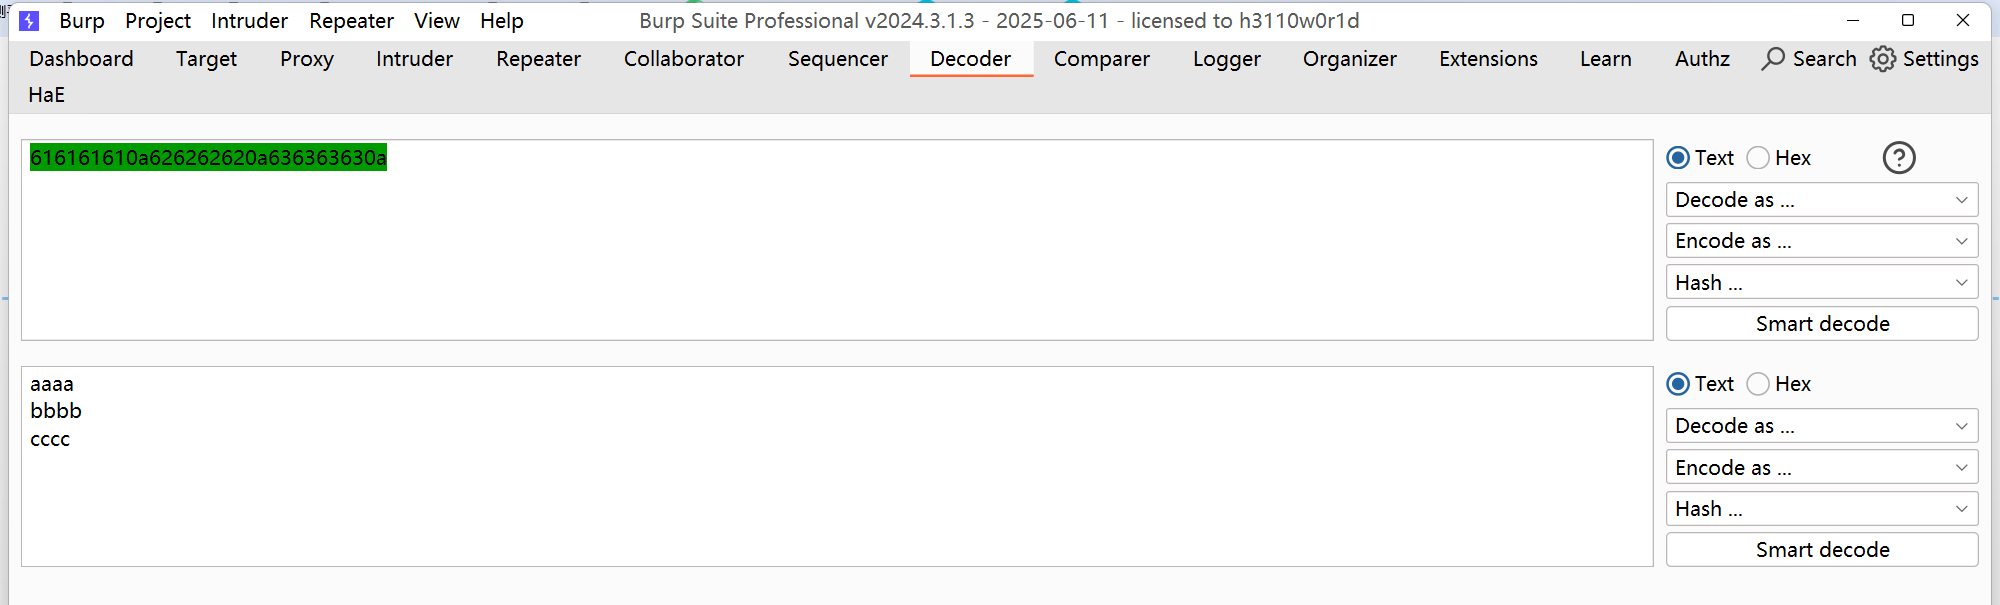 Burp Project Intruder Repeater View Help Burp Suite Professional v2024.3.1.3 - 2025-06-11 - licensed to h3110w0r1d
Dashboard Target Proxy Intruder Repeater Collaborator Sequencer Decoder Comparer Logger Organizer Extensions Learn Authz Search Settings
HaE
616161610a626262620a636363630a
Text Hex ?
Decode as ...
Encode as ...
Hash ...
Smart decode
aaaa
bbbb
cccc
Text Hex
Decode as ...
Encode as ...
Hash ...
Smart decode